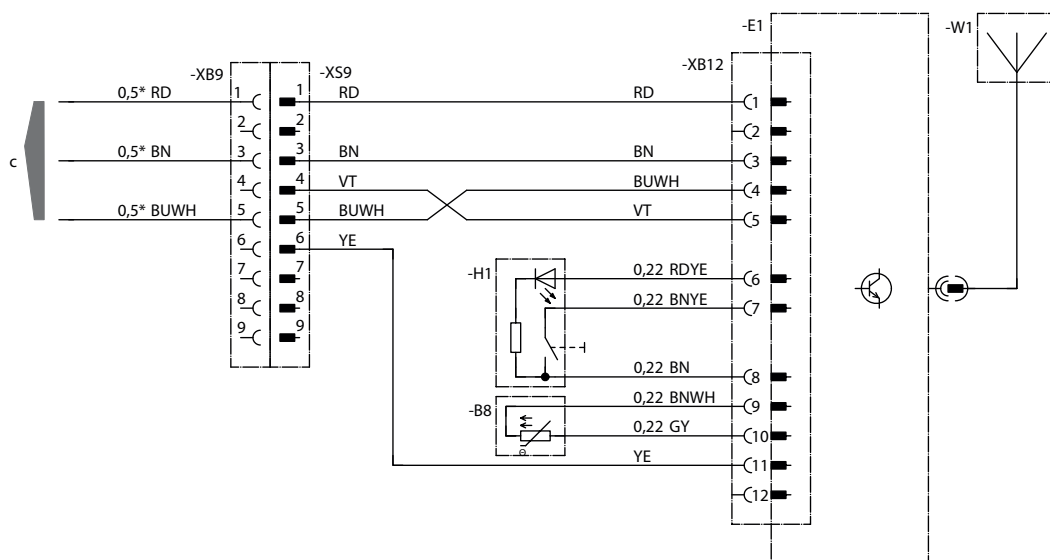 -E1
-W1
-XB9
-XS9
-XB12
1
0,5* RD
1
RD
RD
1
2
2
2
c
0,5* BN
3
3
BN
BN
3
4
4
VT
BUWH
4
0,5* BUWH
5
5
BUWH
VT
5
6
6
YE
-H1
0,22 RDYE
6
7
7
0,22 BNYE
7
8
8
9
9
0,22 BN
8
-B8
0,22 BNWH
9
0,22 GY
10
Θ
YE
11
12